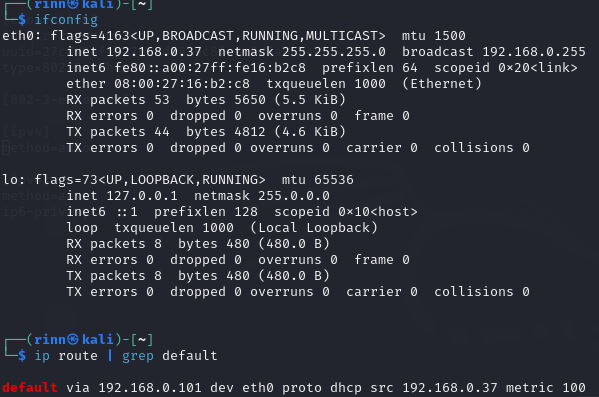 ┌──(rinn㉿kali)-[~]
└─$ ifconfig
eth0: flags=4163<UP,BROADCAST,RUNNING,MULTICAST>  mtu 1500
        inet 192.168.0.37  netmask 255.255.255.0  broadcast 192.168.0.255
        inet6 fe80::a00:27ff:fe16:b2c8  prefixlen 64  scopeid 0×20<link>
        ether 08:00:27:16:b2:c8  txqueuelen 1000  (Ethernet)
        RX packets 53  bytes 5650 (5.5 KiB)
        RX errors 0  dropped 0  overruns 0  frame 0
        TX packets 44  bytes 4812 (4.6 KiB)
        TX errors 0  dropped 0 overruns 0  carrier 0  collisions 0

lo: flags=73<UP,LOOPBACK,RUNNING>  mtu 65536
        inet 127.0.0.1  netmask 255.0.0.0
        inet6 ::1  prefixlen 128  scopeid 0×10<host>
        loop  txqueuelen 1000  (Local Loopback)
        RX packets 8  bytes 480 (480.0 B)
        RX errors 0  dropped 0  overruns 0  frame 0
        TX packets 8  bytes 480 (480.0 B)
        TX errors 0  dropped 0 overruns 0  carrier 0  collisions 0

┌──(rinn㉿kali)-[~]
└─$ ip route | grep default

default via 192.168.0.101 dev eth0 proto dhcp src 192.168.0.37 metric 100